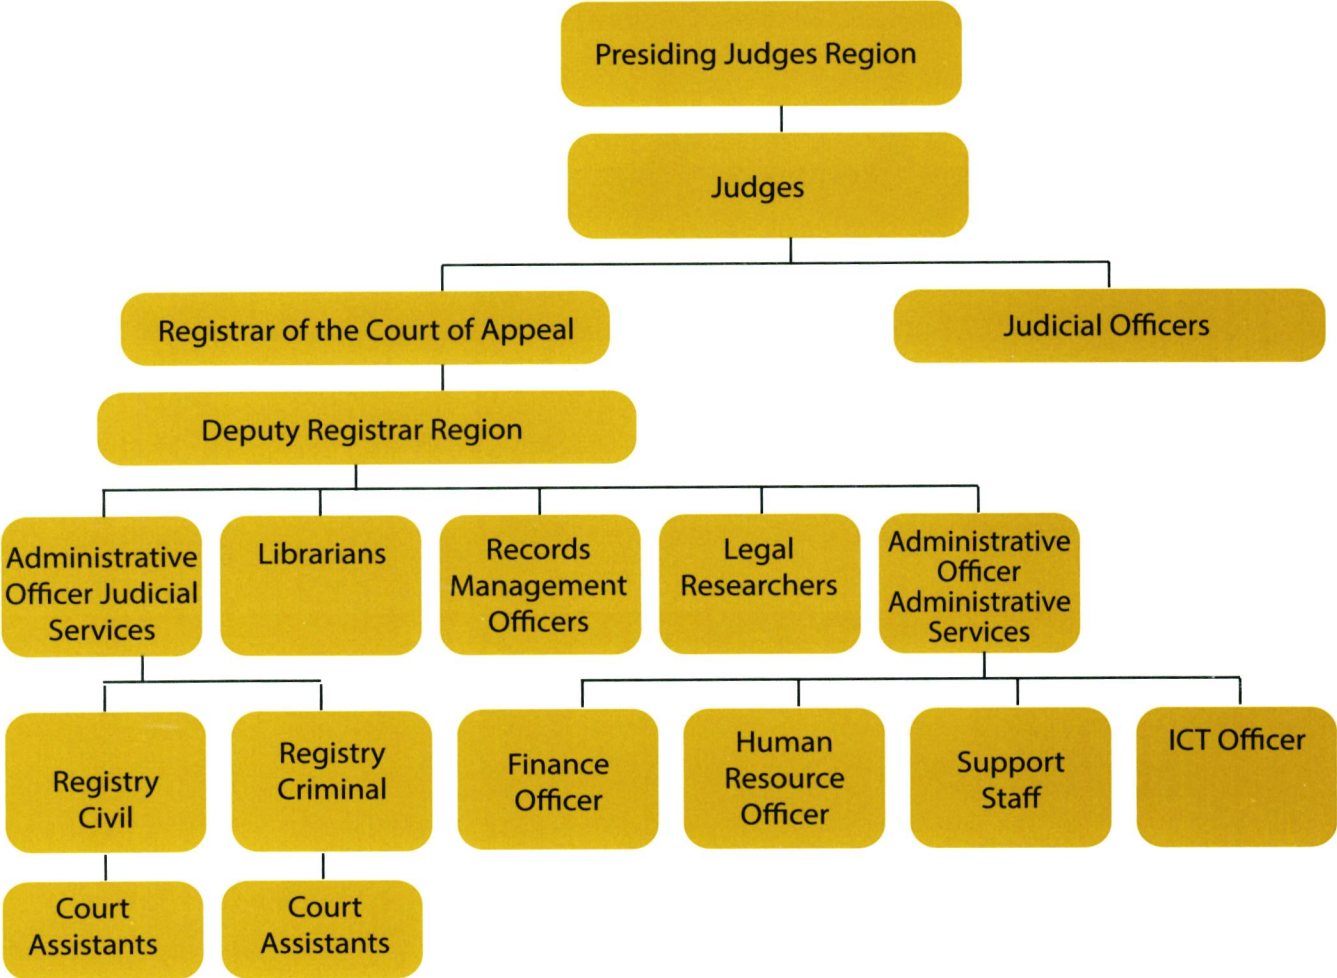 Presiding Judges Region
Judges
Registrar of the Court of Appeal
Judicial Officers
Deputy Registrar Region
Administrative
Officer Judicial
Services
Librarians
Records
Management
Officers
Legal
Researchers
Administrative
Officer
Administrative
Services
Registry
Civil
Registry
Criminal
Finance
Officer
Human
Resource
Officer
Support
Staff
ICT Officer
Court
Assistants
Court
Assistants